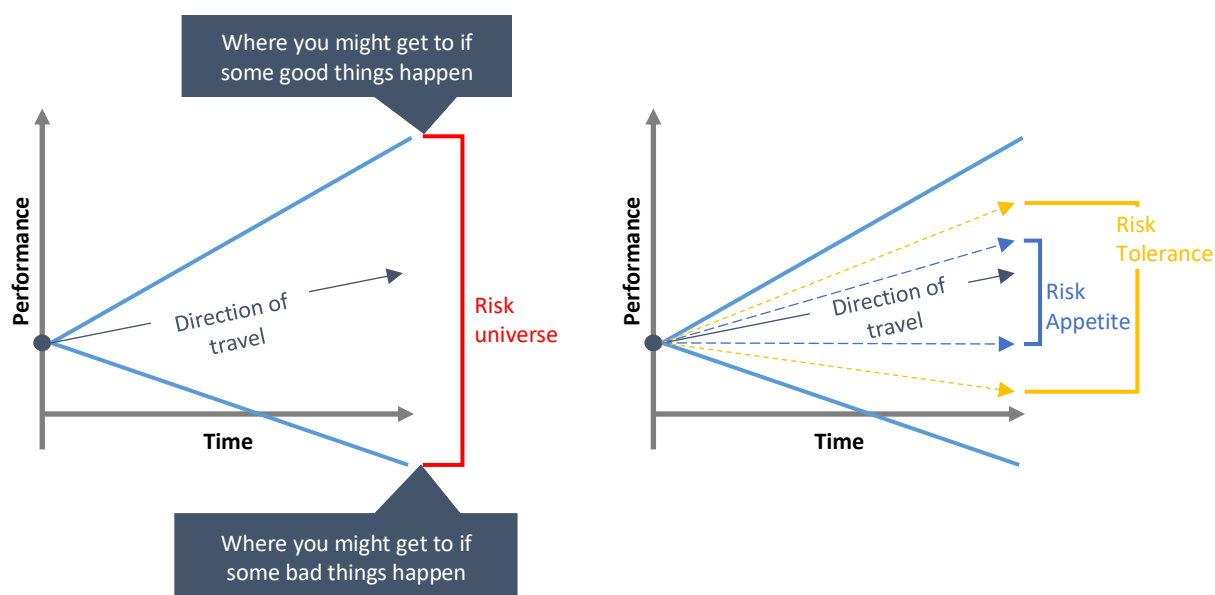 Where you might get to if
some good things happen
Performance
Direction of
travel
Risk
universe
Time
Where you might get to if
some bad things happen
Performance
Risk
Tolerance
Direction of
travel
Risk
Appetite
Time